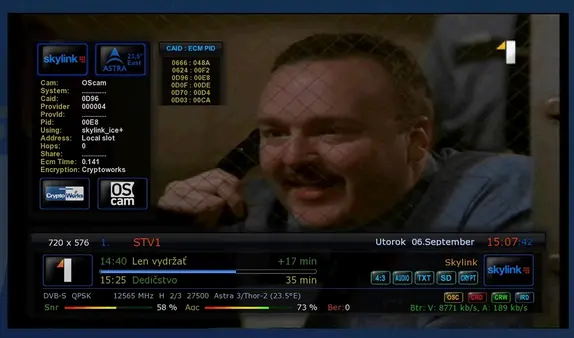 skylink
ASTRA
23,5°
East
CAID : ECM PID
0666 : 048A
0624 : 00F2
0D96 : 00E8
0D0F : 00DE
0D70 : 00D4
0D03 : 00CA
Cam: OScam
System: ...........
Caid: 0D96
Provider 000004
ProvId: ...........
Pid: 00E8
Using: skylink_ice+
Address: Local slot
Hops: 0
Share: ...........
Ecm Time: 0.141
Encryption: Cryptoworks
CryptoWorks
OS
cam
1
720 x 576 1. STV1 Utorok 06.September 15:07:42
1 14:40 Len vydržať +17 min Skylink
15:25 Dedičstvo 35 min 4:3 AUDIO TXT SD CRYPT skylink
DVB-S QPSK 12565 MHz H 2/3 27500 Astra 3/Thor-2 (23.5°E) OSC CRD CRW IRD
Snr 58 % Agc 73 % Ber: 0 Btr: V: 8771 kb/s, A: 189 kb/s